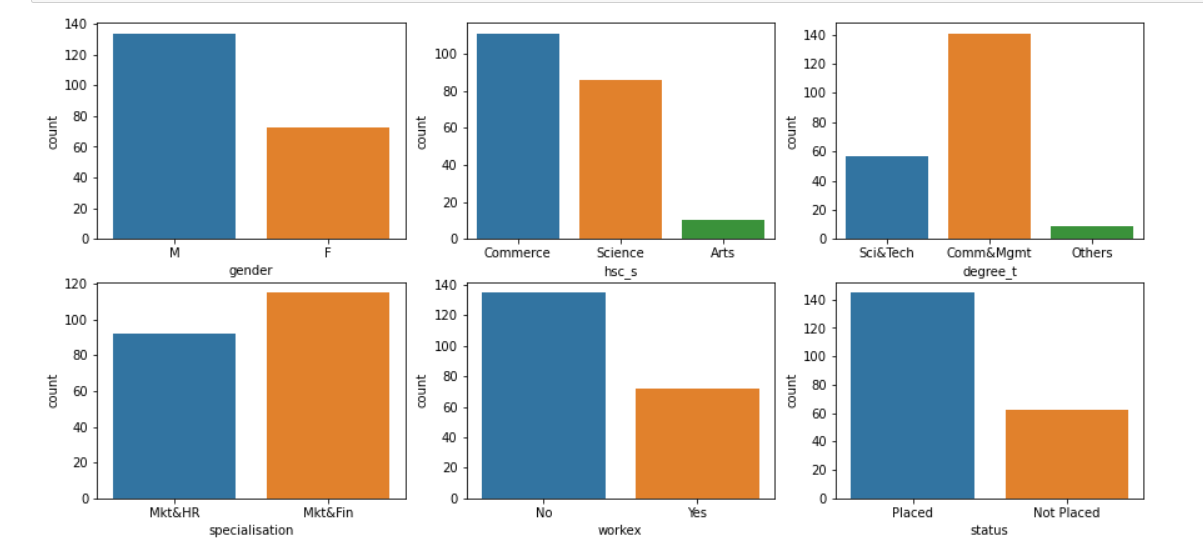 140
120
100
80
60
40
20
0
count
M F
gender
100
80
60
40
20
0
count
Commerce Science Arts
hsc_s
140
120
100
80
60
40
20
0
count
Sci&Tech Comm&Mgmt Others
degree_t
120
100
80
60
40
20
0
count
Mkt&HR Mkt&Fin
specialisation
140
120
100
80
60
40
20
0
count
No Yes
workex
140
120
100
80
60
40
20
0
count
Placed Not Placed
status